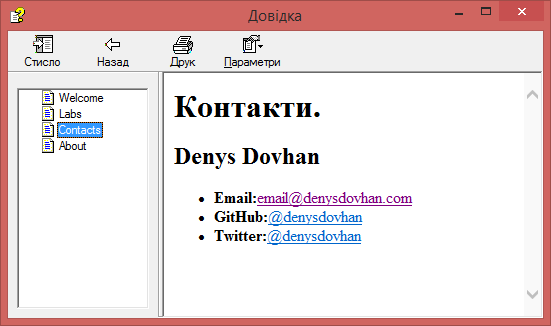 Довідка
Стисло Назад Друк Параметри
Welcome
Labs
Contacts
About
Контакти.
Denys Dovhan
Email:email@denysdovhan.com
GitHub:@denysdovhan
Twitter:@denysdovhan